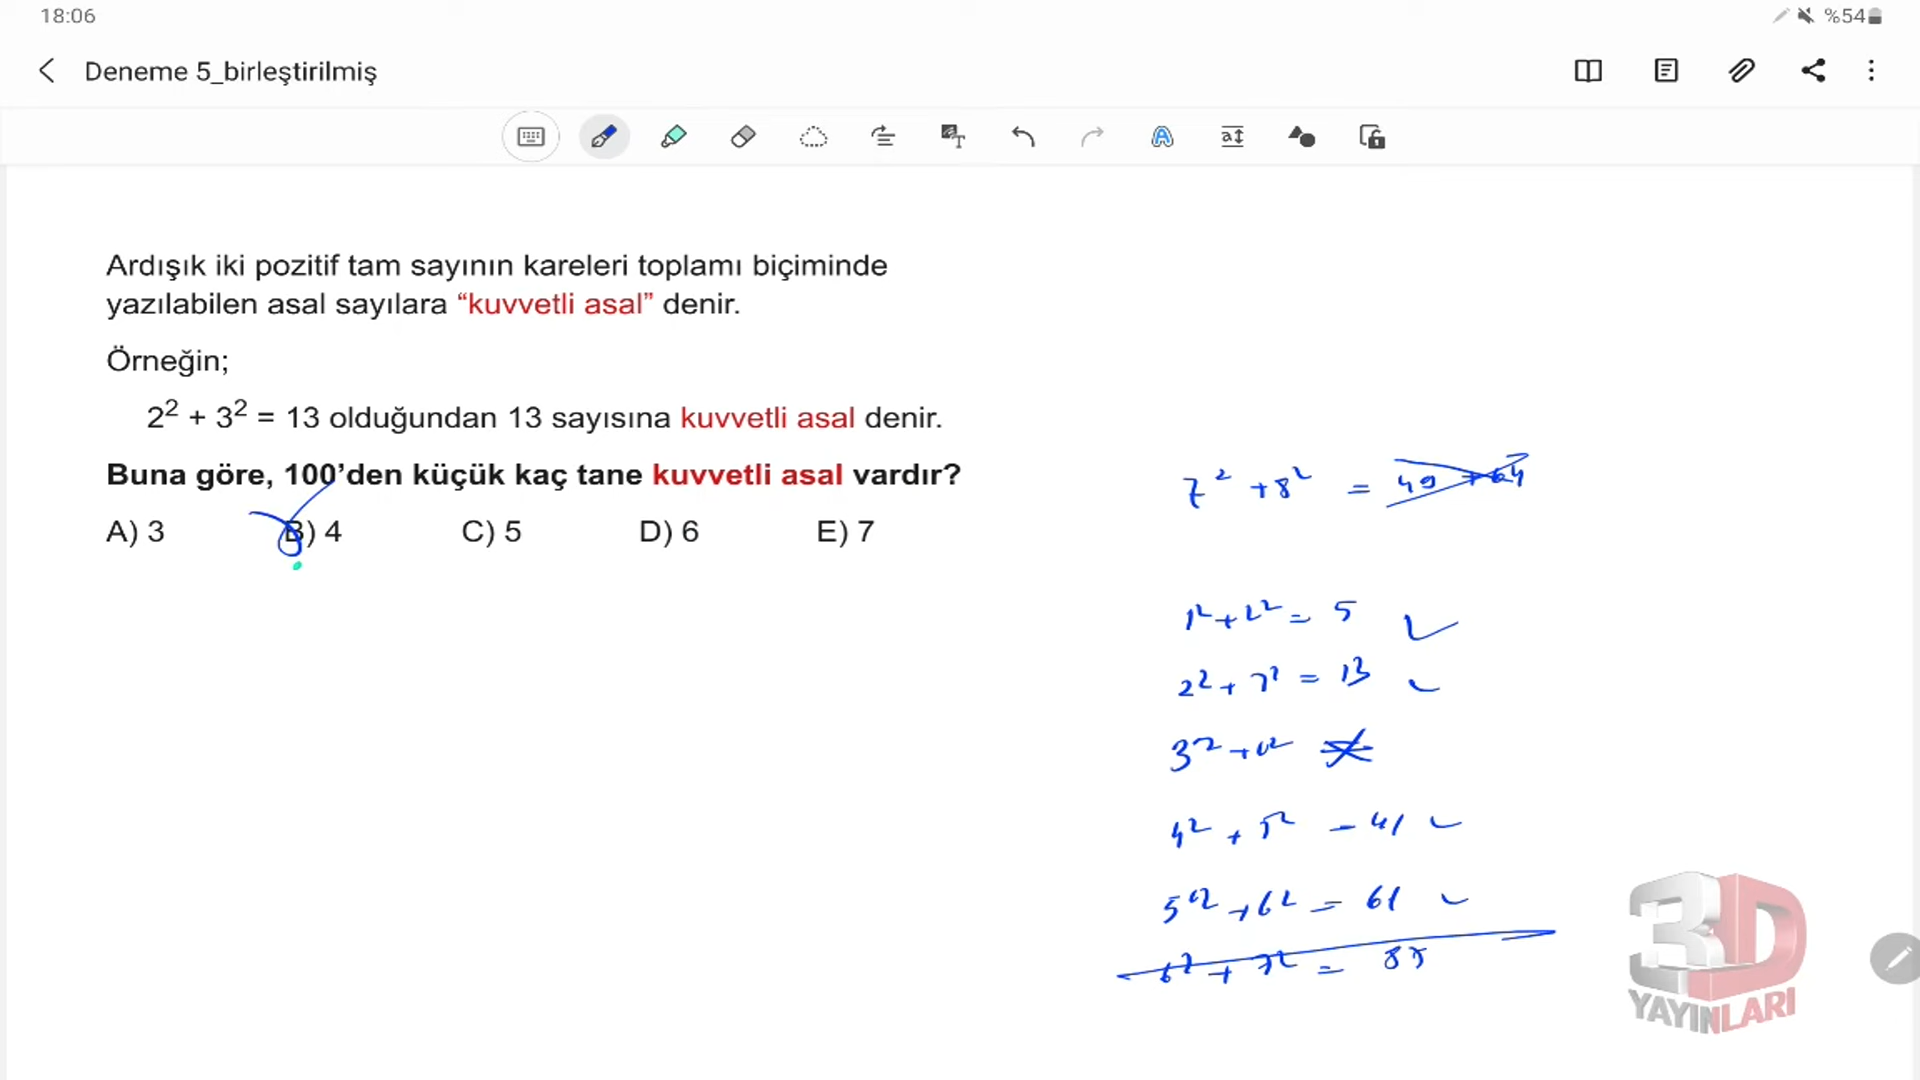 18:06
%54
Deneme 5_birleştirilmiş
Ardışık iki pozitif tam sayının kareleri toplamı biçiminde
yazılabilen asal sayılara “kuvvetli asal” denir.
Örneğin;
2² + 3² = 13 olduğundan 13 sayısına kuvvetli asal denir.
Buna göre, 100’den küçük kaç tane kuvvetli asal vardır?
A) 3 B) 4 C) 5 D) 6 E) 7
7² + 8² = 49 + 64
1² + 2² = 5
2² + 3² = 13
3² + 4²
4² + 5² = 41
5² + 6² = 61
6² + 7² = 85
3D
YAYINLARI